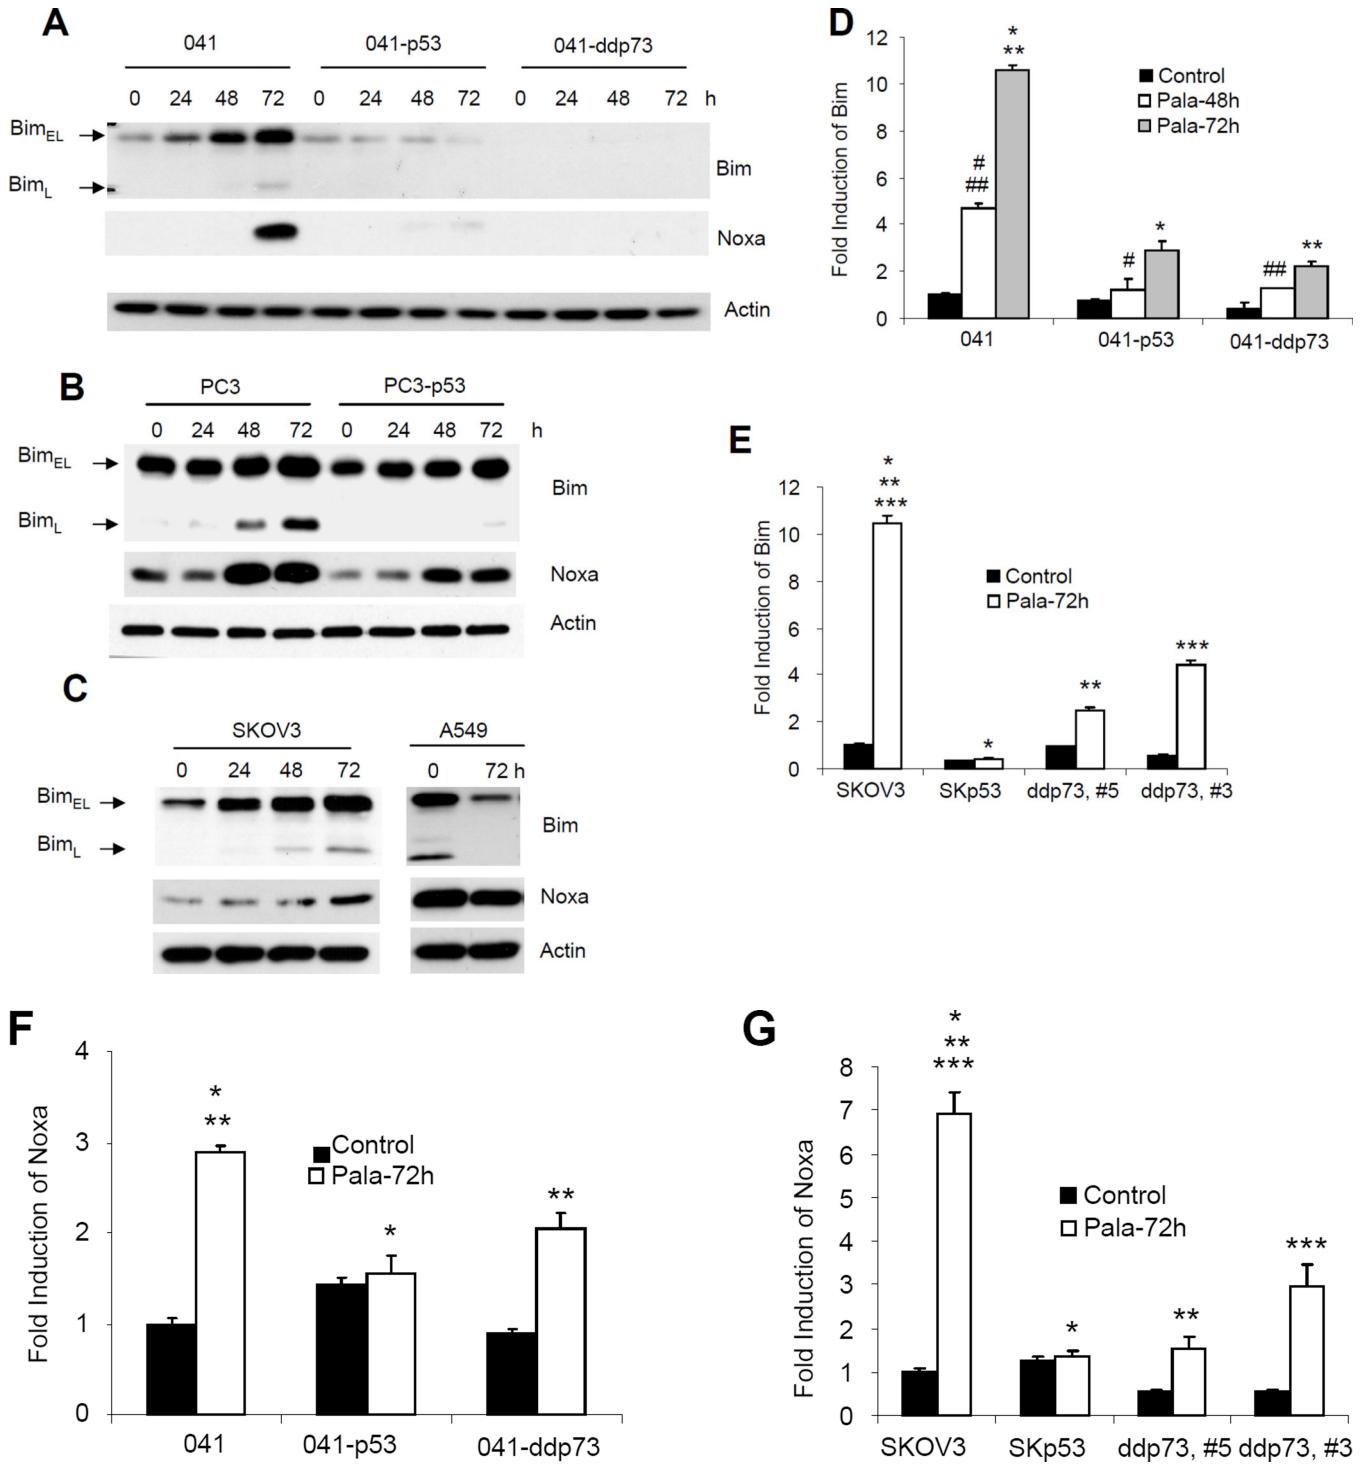 A
041 041-p53 041-ddp73
0 24 48 72 0 24 48 72 0 24 48 72 h
BimEL
Bim
BimL
Noxa
Actin
B
PC3 PC3-p53
0 24 48 72 0 24 48 72 h
BimEL
Bim
BimL
Noxa
Actin
C
SKOV3 A549
0 24 48 72 0 72 h
BimEL
Bim
BimL
Noxa
Actin
D
Fold Induction of Bim
12
10
8
6
4
2
0
Control
Pala-48h
Pala-72h
#
##
*
**
#
*
##
**
041 041-p53 041-ddp73
E
Fold Induction of Bim
12
10
8
6
4
2
0
Control
Pala-72h
*
**
***
*
**
***
SKOV3 SKp53 ddp73, #5 ddp73, #3
F
Fold Induction of Noxa
4
3
2
1
0
Control
Pala-72h
*
**
*
**
041 041-p53 041-ddp73
G
Fold Induction of Noxa
8
7
6
5
4
3
2
1
0
Control
Pala-72h
*
**
***
*
**
***
SKOV3 SKp53 ddp73, #5 ddp73, #3